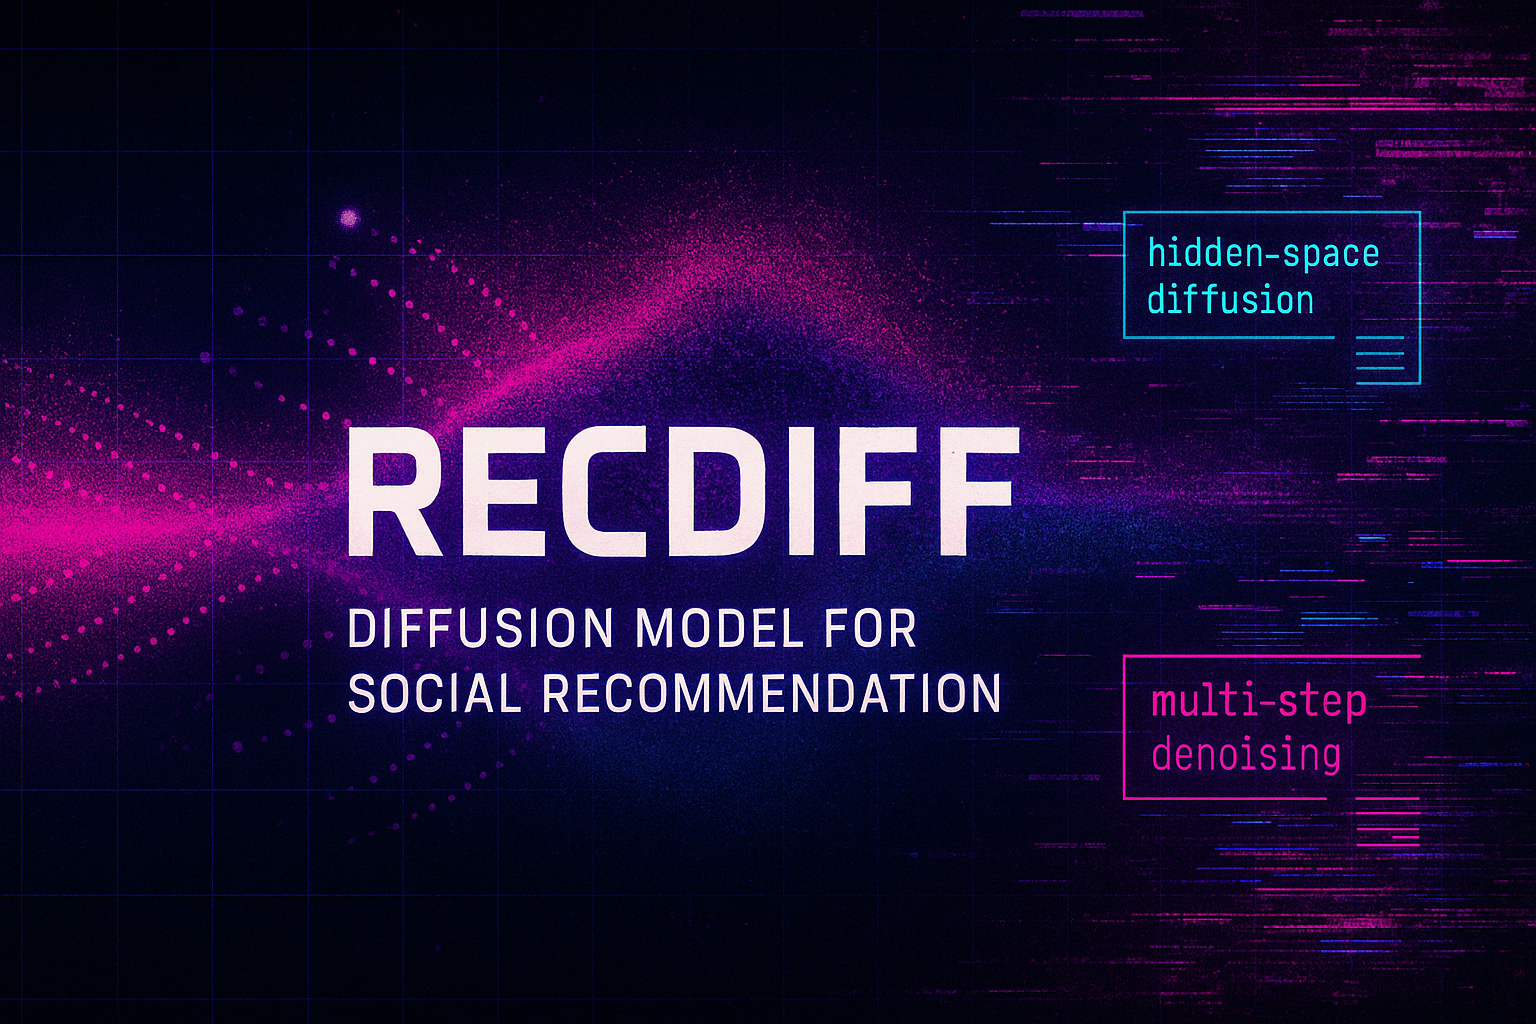 RECDIFF
DIFFUSION MODEL FOR
SOCIAL RECOMMENDATION
hidden-space
diffusion
multi-step
denoising